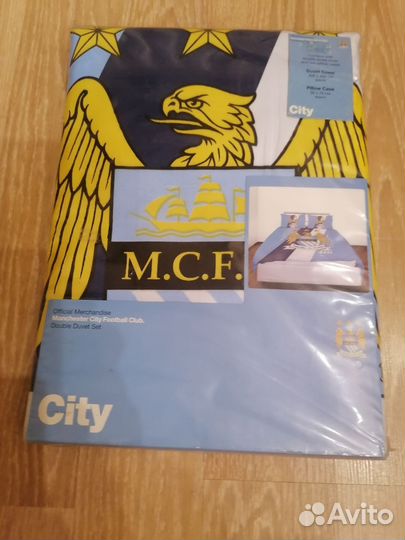 Duvet Cover
Pillow Case
City
M.C.F.
Official Merchandise
Manchester City Football Club.
Double Duvet Set
City
Avito